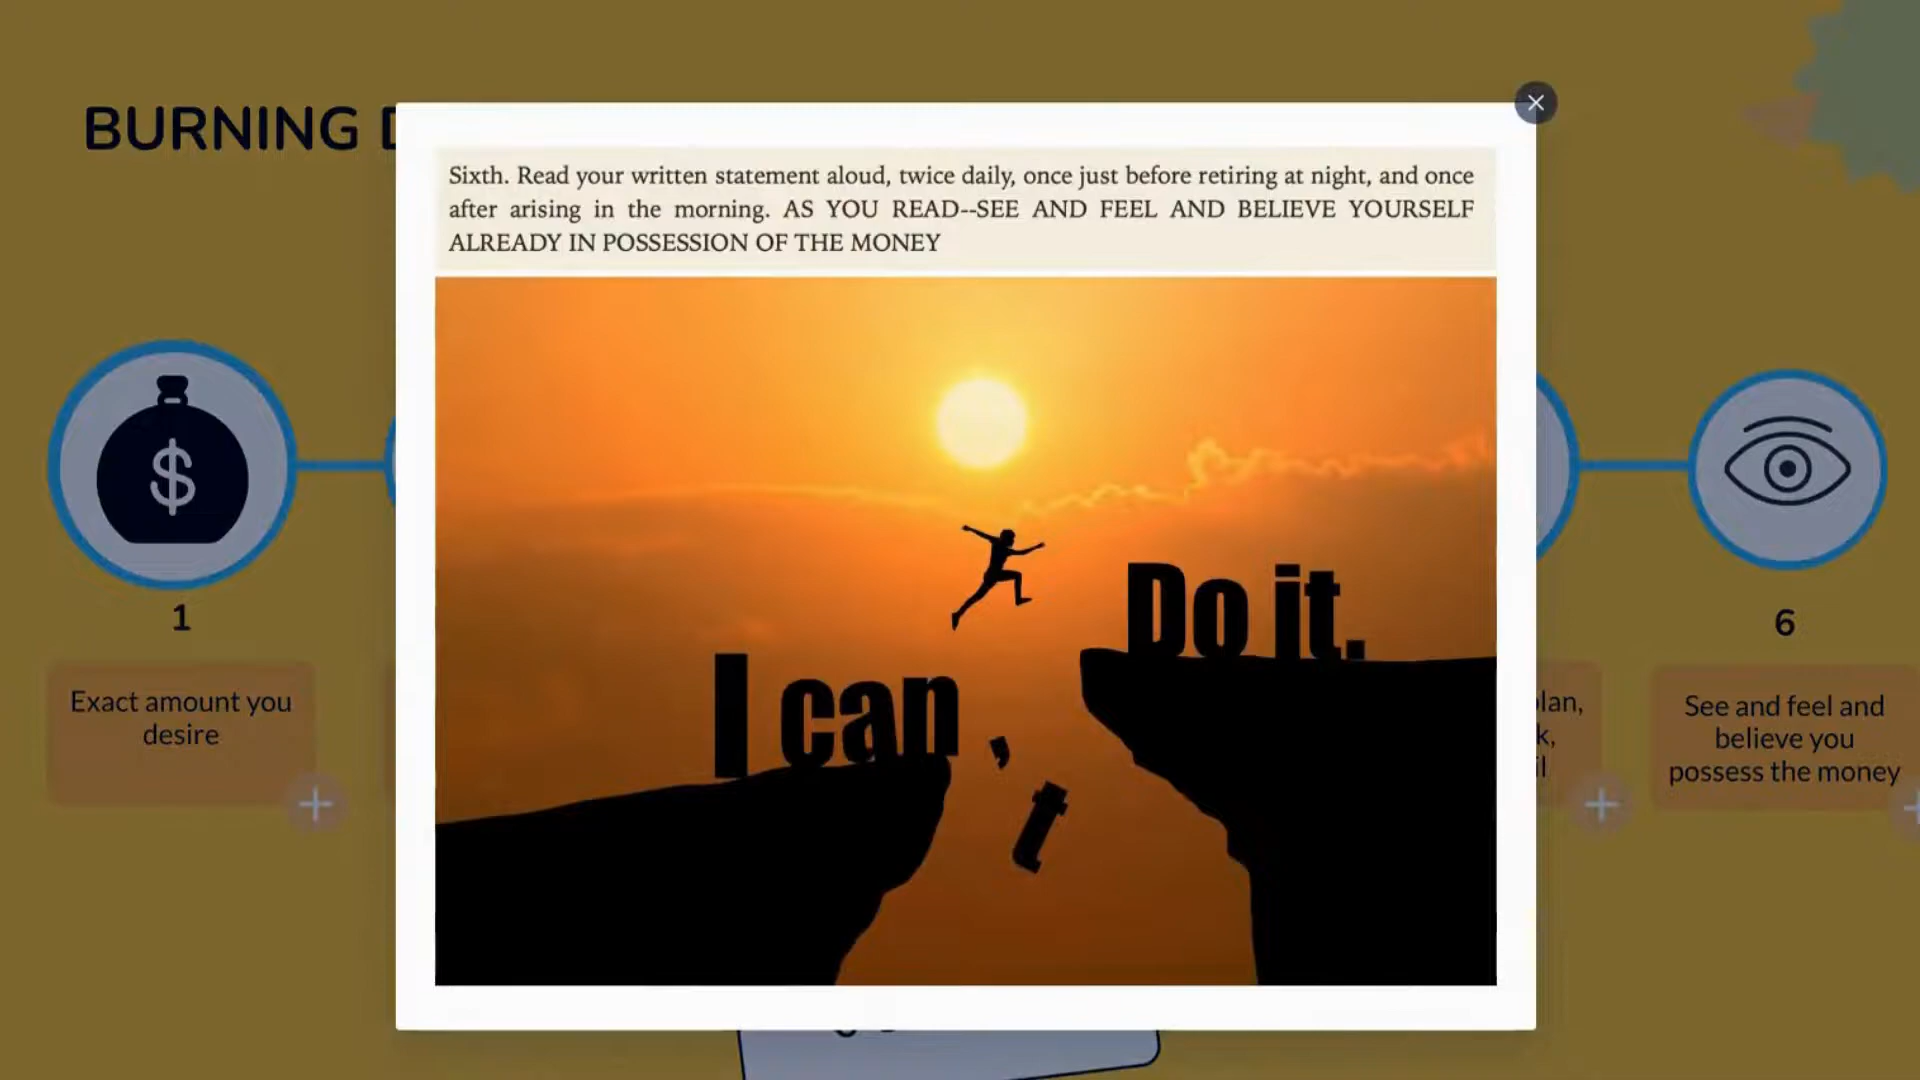 BURNING D
Sixth. Read your written statement aloud, twice daily, once just before retiring at night, and once
after arising in the morning. AS YOU READ--SEE AND FEEL AND BELIEVE YOURSELF
ALREADY IN POSSESSION OF THE MONEY
$
I can
't
Do it.
1
Exact amount you
desire
lan,
k,
il
6
See and feel and
believe you
possess the money